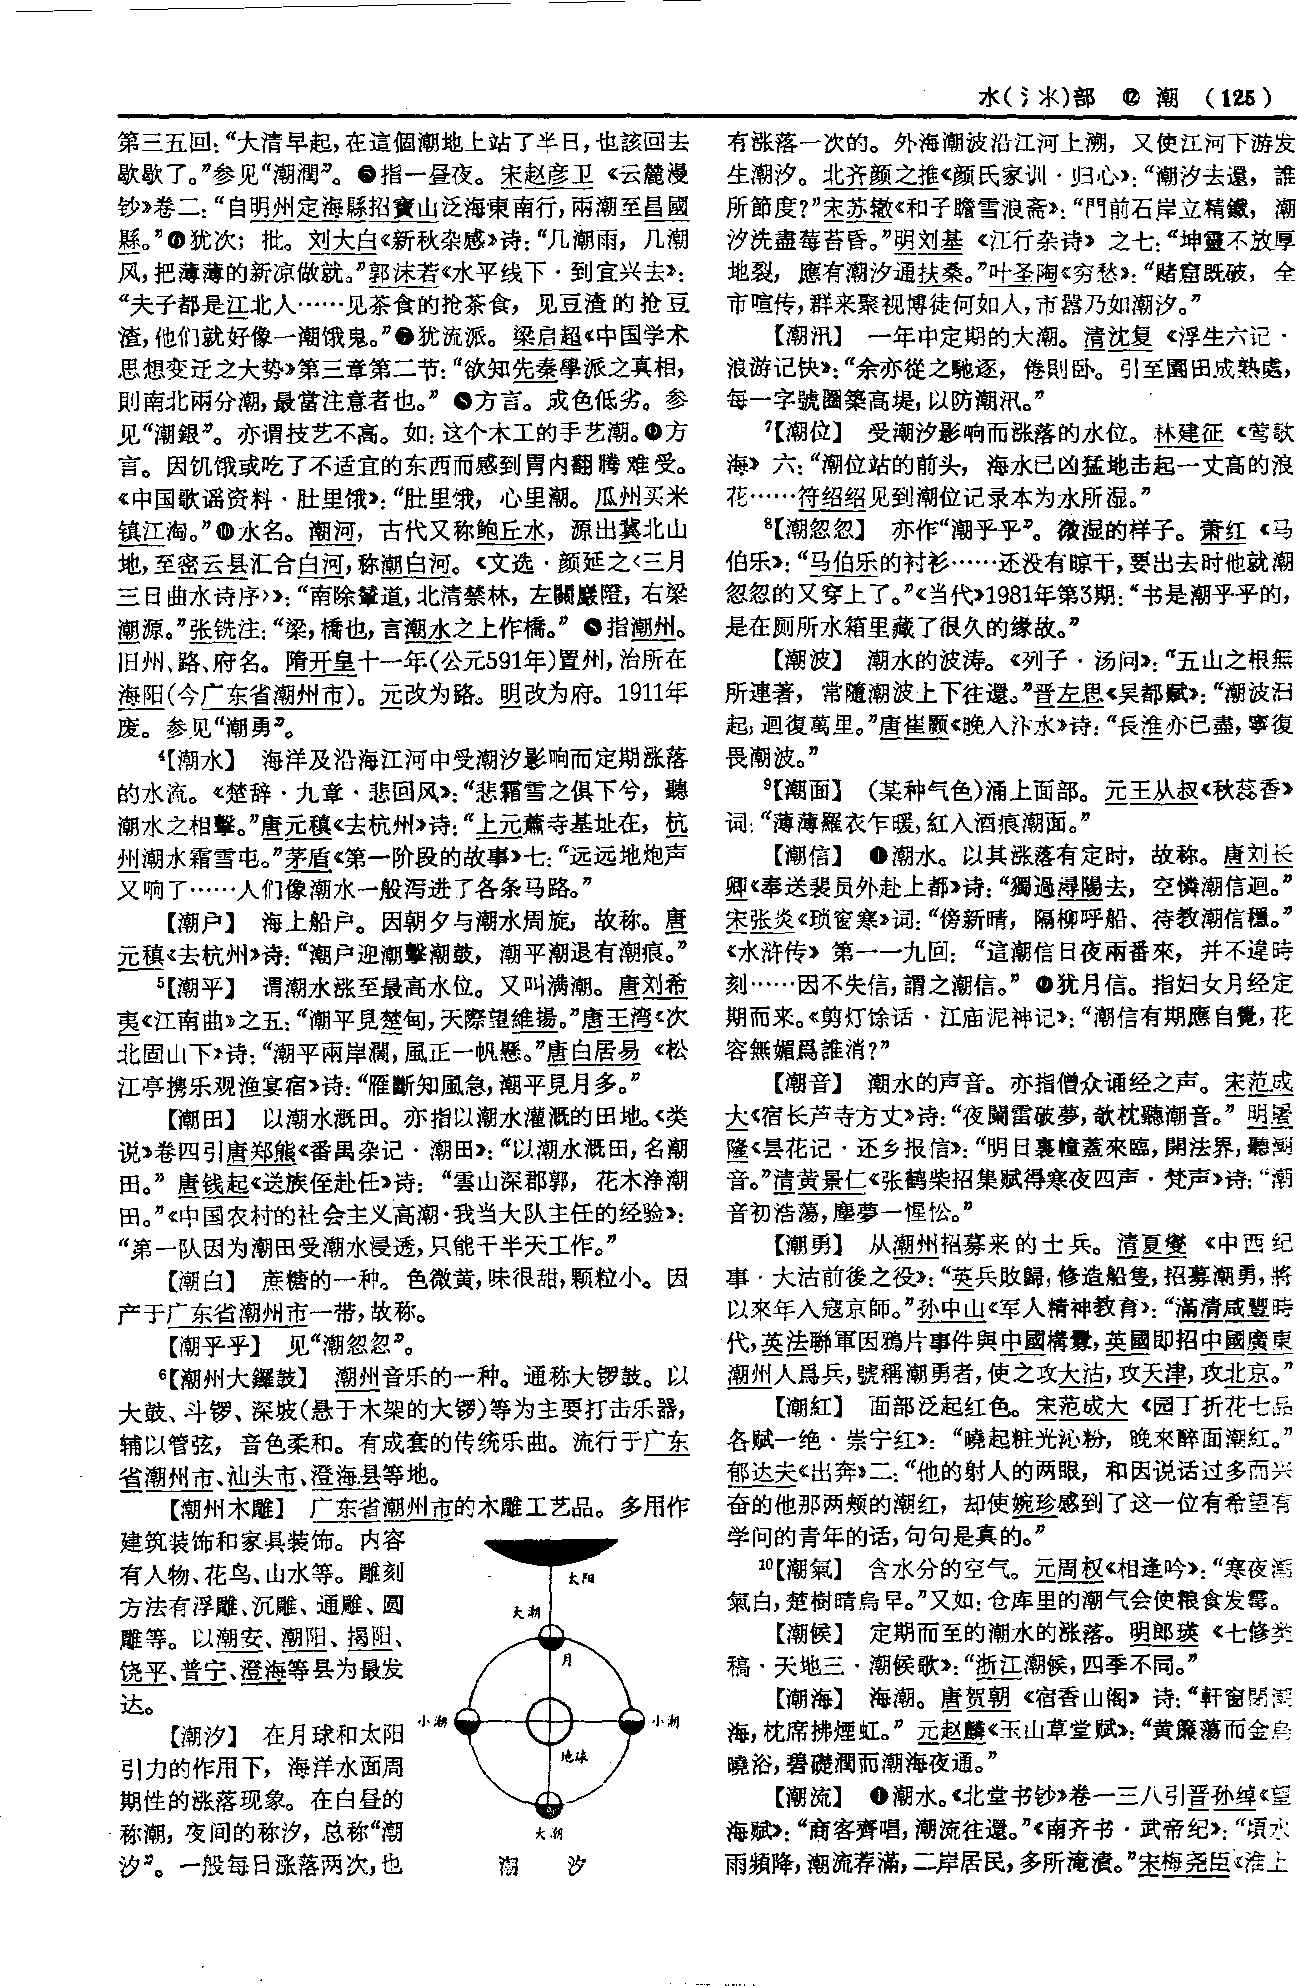 水(氵氺)部 ⑫ 潮 (125)
第三五回：“大清早起，在這個潮地上站了半日，也該回去
歇歇了。”参见“潮潤”。❺指一昼夜。宋赵彦卫《云麓漫
钞》卷二：“自明州定海縣招寶山泛海東南行，兩潮至昌國
縣。”❻犹次；批。刘大白《新秋杂感》诗：“几潮雨，几潮
风，把薄薄的新凉做就。”郭沫若《水平线下·到宜兴去》：
“夫子都是江北人……见茶食的抢茶食，见豆渣的抢豆
渣，他们就好像一潮饿鬼。”❼犹流派。梁启超《中国学术
思想变迁之大势》第三章第二节：“欲知先秦學派之真相，
則南北兩分潮，最當注意者也。”❽方言。成色低劣。参
见“潮銀”。亦谓技艺不高。如：这个木工的手艺潮。❾方
言。因饥饿或吃了不适宜的东西而感到胃内翻腾难受。
《中国歌谣资料·肚里饿》：“肚里饿，心里潮。瓜州买米
镇江淘。”❿水名。潮河，古代又称鲍丘水，源出冀北山
地，至密云县汇合白河，称潮白河。《文选·颜延之〈三月
三日曲水诗序〉》：“南除輦道，北清禁林，左關巖隥，右梁
潮源。”张铣注：“梁，橋也，言潮水之上作橋。”⓫指潮州。
旧州、路、府名。隋开皇十一年(公元591年)置州，治所在
海阳(今广东省潮州市)。元改为路。明改为府。1911年
废。参见“潮勇”。
⁴【潮水】 海洋及沿海江河中受潮汐影响而定期涨落
的水流。《楚辞·九章·悲回风》：“悲霜雪之俱下兮，聽
潮水之相擊。”唐元稹《去杭州》诗：“上元蕭寺基址在，杭
州潮水霜雪屯。”茅盾《第一阶段的故事》七：“远远地炮声
又响了……人们像潮水一般泻进了各条马路。”
【潮户】 海上船户。因朝夕与潮水周旋，故称。唐
元稹《去杭州》诗：“潮户迎潮擊潮鼓，潮平潮退有潮痕。”
⁵【潮平】 谓潮水涨至最高水位。又叫满潮。唐刘希
夷《江南曲》之五：“潮平見楚甸，天際望維揚。”唐王湾《次
北固山下》诗：“潮平兩岸濶，風正一帆懸。”唐白居易《松
江亭携乐观渔宴宿》诗：“雁斷知風急，潮平見月多。”
【潮田】 以潮水溉田。亦指以潮水灌溉的田地。《类
说》卷四引唐郑熊《番禺杂记·潮田》：“以潮水溉田，名潮
田。”唐钱起《送族侄赴任》诗：“雲山深郡郭，花木净潮
田。”《中国农村的社会主义高潮·我当大队主任的经验》：
“第一队因为潮田受潮水浸透，只能干半天工作。”
【潮白】 蔗糖的一种。色微黄，味很甜，颗粒小。因
产于广东省潮州市一带，故称。
【潮乎乎】 见“潮忽忽”。
⁶【潮州大鑼鼓】 潮州音乐的一种。通称大锣鼓。以
大鼓、斗锣、深坡(悬于木架的大锣)等为主要打击乐器，
辅以管弦，音色柔和。有成套的传统乐曲。流行于广东
省潮州市、汕头市、澄海县等地。
【潮州木雕】 广东省潮州市的木雕工艺品。多用作
建筑装饰和家具装饰。内容
有人物、花鸟、山水等。雕刻
方法有浮雕、沉雕、通雕、圆
雕等。以潮安、潮阳、揭阳、
饶平、普宁、澄海等县为最发
达。
【潮汐】 在月球和太阳
引力的作用下，海洋水面周
期性的涨落现象。在白昼的
称潮，夜间的称汐，总称“潮
汐”。一般每日涨落两次，也
太阳
大潮
月
小潮
小潮
地球
大潮
潮 汐
有涨落一次的。外海潮波沿江河上溯，又使江河下游发
生潮汐。北齐颜之推《颜氏家训·归心》：“潮汐去還，誰
所節度？”宋苏辙《和子瞻雪浪斋》：“門前石岸立精鐵，潮
汐洗盡莓苔昏。”明刘基《江行杂诗》之七：“坤靈不放厚
地裂，應有潮汐通扶桑。”叶圣陶《穷愁》：“赌窟既破，全
市喧传，群来聚视博徒何如人，市嚣乃如潮汐。”
【潮汛】 一年中定期的大潮。清沈复《浮生六记·
浪游记快》：“余亦從之馳逐，倦則卧。引至園田成熟處，
每一字號圈築高堤，以防潮汛。”
⁷【潮位】 受潮汐影响而涨落的水位。林建征《莺歌
海》六：“潮位站的前头，海水已凶猛地击起一丈高的浪
花……符绍绍见到潮位记录本为水所湿。”
⁸【潮忽忽】 亦作“潮乎乎”。微湿的样子。萧红《马
伯乐》：“马伯乐的衬衫……还没有晾干，要出去时他就潮
忽忽的又穿上了。”《当代》1981年第3期：“书是潮乎乎的，
是在厕所水箱里藏了很久的缘故。”
【潮波】 潮水的波涛。《列子·汤问》：“五山之根無
所連著，常隨潮波上下往還。”晋左思《吴都赋》：“潮波汩
起，迴復萬里。”唐崔颢《晚入汴水》诗：“長淮亦已盡，寧復
畏潮波。”
⁹【潮面】 (某种气色)涌上面部。元王从叔《秋蕊香》
词：“薄薄羅衣乍暖，紅入酒痕潮面。”
【潮信】 ❶潮水。以其涨落有定时，故称。唐刘长
卿《奉送裴员外赴上都》诗：“獨過潯陽去，空憐潮信迴。”
宋张炎《琐窗寒》词：“傍新晴，隔柳呼船、待教潮信穩。”
《水浒传》第一一九回：“這潮信日夜兩番來，并不違時
刻……因不失信，謂之潮信。”❷犹月信。指妇女月经定
期而来。《剪灯馀话·江庙泥神记》：“潮信有期應自覺，花
容無媚爲誰消？”
【潮音】 潮水的声音。亦指僧众诵经之声。宋范成
大《宿长芦寺方丈》诗：“夜闌雷破夢，欹枕聽潮音。”明屠
隆《昙花记·还乡报信》：“明日裏幢蓋來臨，開法界，聽潮
音。”清黄景仁《张鹤柴招集赋得寒夜四声·梵声》诗：“潮
音初浩蕩，塵夢一惺忪。”
【潮勇】 从潮州招募来的士兵。清夏燮《中西纪
事·大沽前後之役》：“英兵敗歸，修造船隻，招募潮勇，將
以來年入寇京師。”孙中山《军人精神教育》：“滿清咸豐時
代，英法聯軍因鴉片事件與中國構釁，英國即招中國廣東
潮州人爲兵，號稱潮勇者，使之攻大沽，攻天津，攻北京。”
【潮紅】 面部泛起红色。宋范成大《园丁折花七品
各赋一绝·崇宁红》：“曉起粧光沁粉，晚來醉面潮紅。”
郁达夫《出奔》二：“他的射人的两眼，和因说话过多而兴
奋的他那两颊的潮红，却使婉珍感到了这一位有希望有
学问的青年的话，句句是真的。”
¹⁰【潮氣】 含水分的空气。元周权《相逢吟》：“寒夜潮
氣白，楚樹晴烏早。”又如：仓库里的潮气会使粮食发霉。
【潮候】 定期而至的潮水的涨落。明郎瑛《七修类
稿·天地三·潮候歌》：“浙江潮候，四季不同。”
【潮海】 海潮。唐贺朝《宿香山阁》诗：“軒窗閉潮
海，枕席拂煙虹。”元赵麟《玉山草堂赋》：“黄簾蕩而金烏
曉浴，碧礎潤而潮海夜通。”
【潮流】 ❶潮水。《北堂书钞》卷一三八引晋孙绰《望
海赋》：“商客齊唱，潮流往還。”《南齐书·武帝纪》：“頃水
雨頻降，潮流荐滿，二岸居民，多所淹漬。”宋梅尧臣《淮上